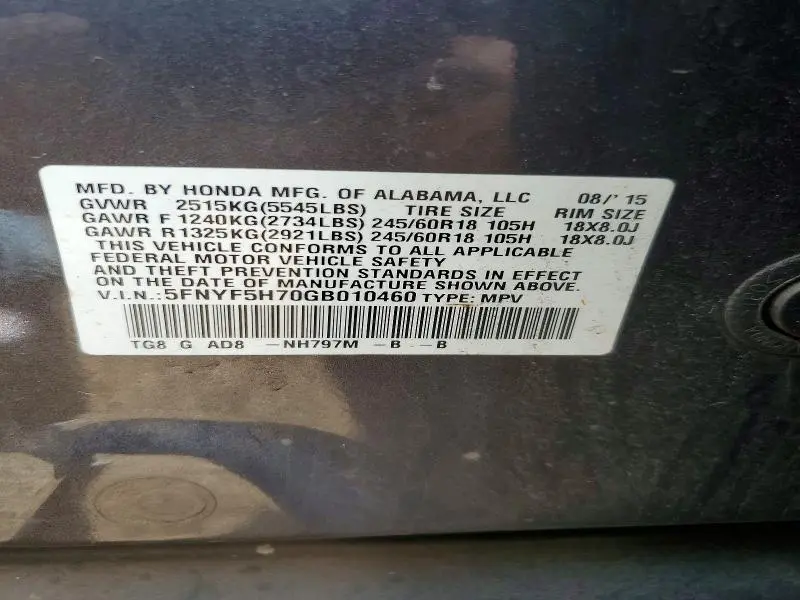 MFD. BY HONDA MFG. OF ALABAMA, LLC 08/'15
GVWR 2515KG(5545LBS) TIRE SIZE RIM SIZE
GAWR F 1240KG(2734LBS) 245/60R18 105H 18X8.0J
GAWR R1325KG(2921LBS) 245/60R18 105H 18X8.0J
THIS VEHICLE CONFORMS TO ALL APPLICABLE
FEDERAL MOTOR VEHICLE SAFETY
AND THEFT PREVENTION STANDARDS IN EFFECT
ON THE DATE OF MANUFACTURE SHOWN ABOVE.
V.I.N.:5FNYF5H70GB010460 TYPE: MPV
TG8 G AD8 -NH797M -B -B